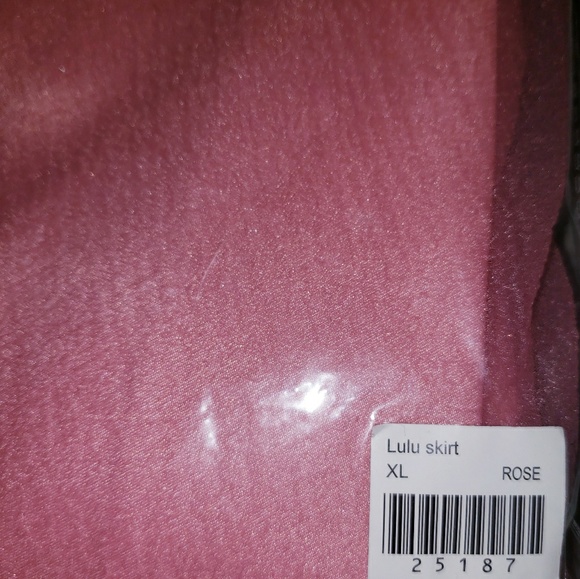 Lulu skirt
XL ROSE
25187